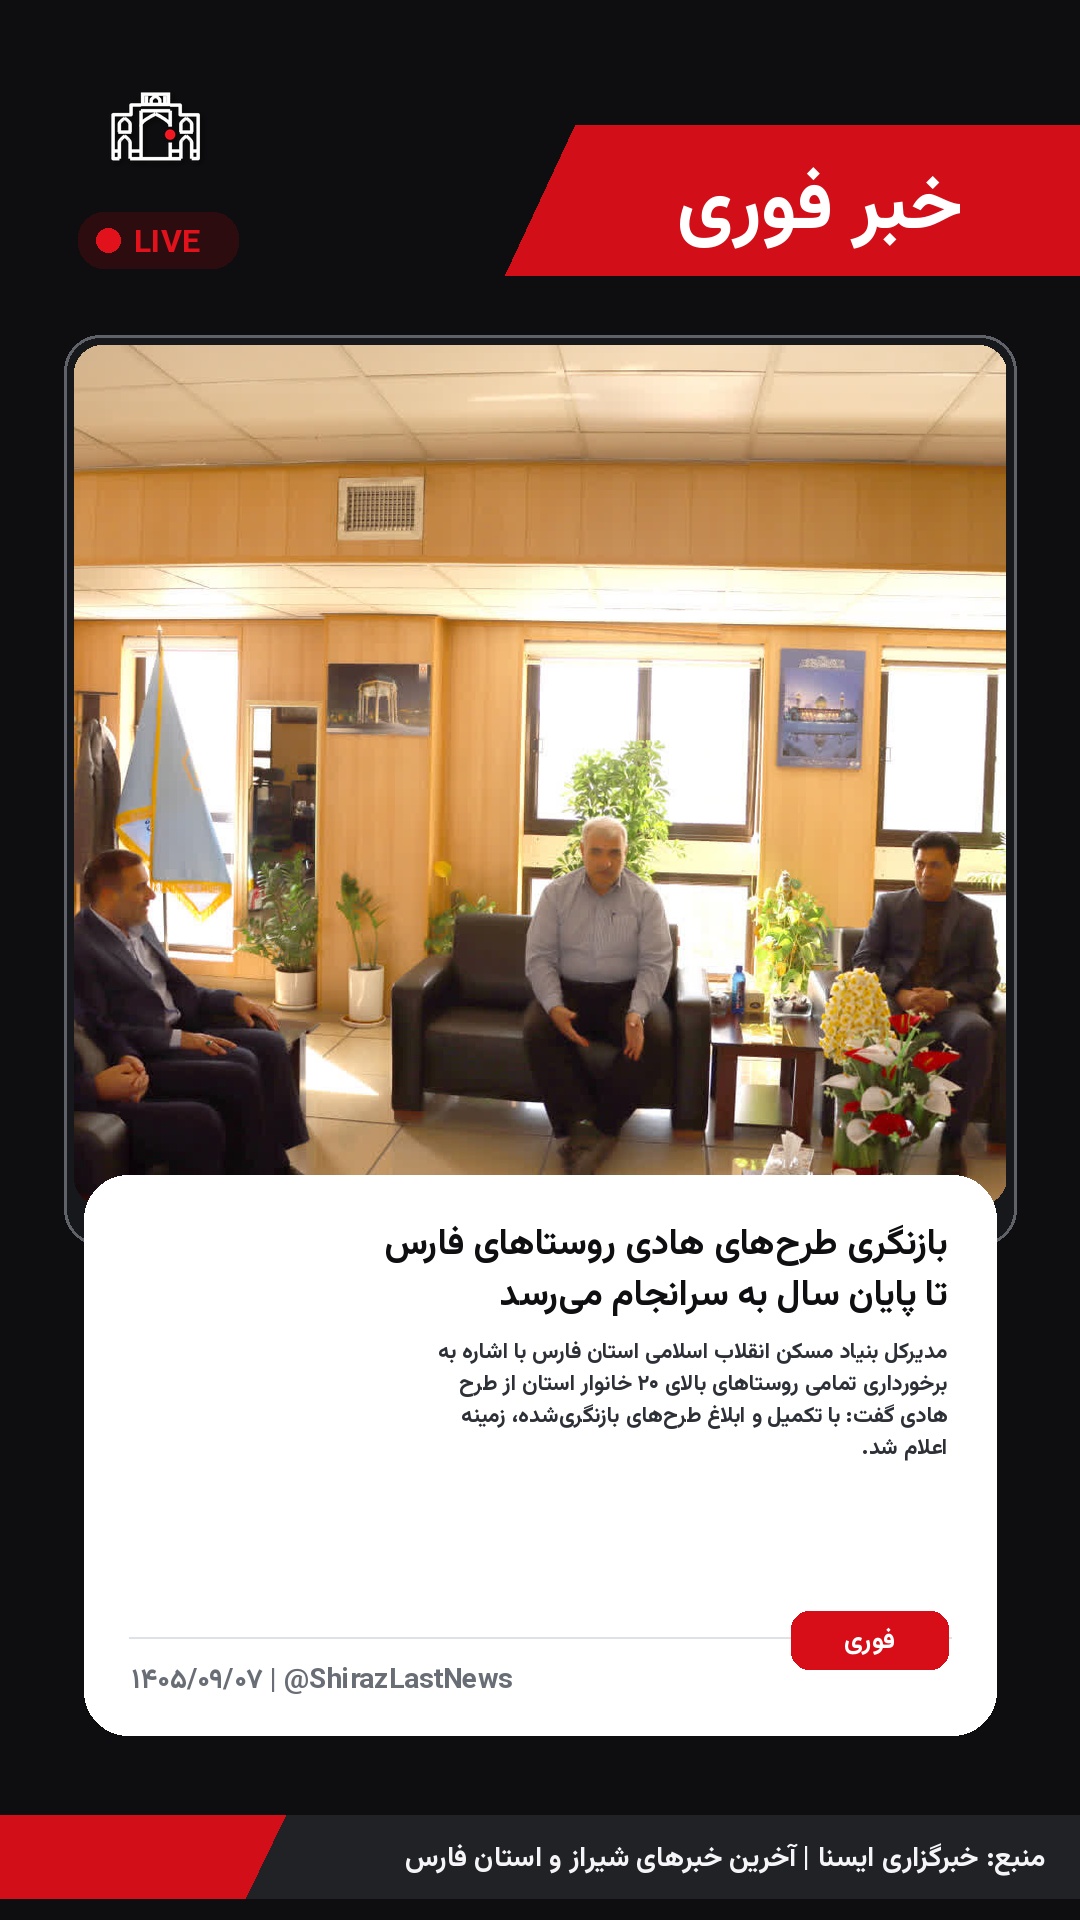 خبر فوری
LIVE
بازنگری طرح‌های هادی روستاهای فارس
تا پایان سال به سرانجام می‌رسد
مدیرکل بنیاد مسکن انقلاب اسلامی استان فارس با اشاره به
برخورداری تمامی روستاهای بالای ۲۰ خانوار استان از طرح
هادی گفت: با تکمیل و ابلاغ طرح‌های بازنگری‌شده، زمینه
اعلام شد.
فوری
۱۴۰۵/۰۹/۰۷ | @ShirazLastNews
منبع: خبرگزاری ایسنا | آخرین خبرهای شیراز و استان فارس